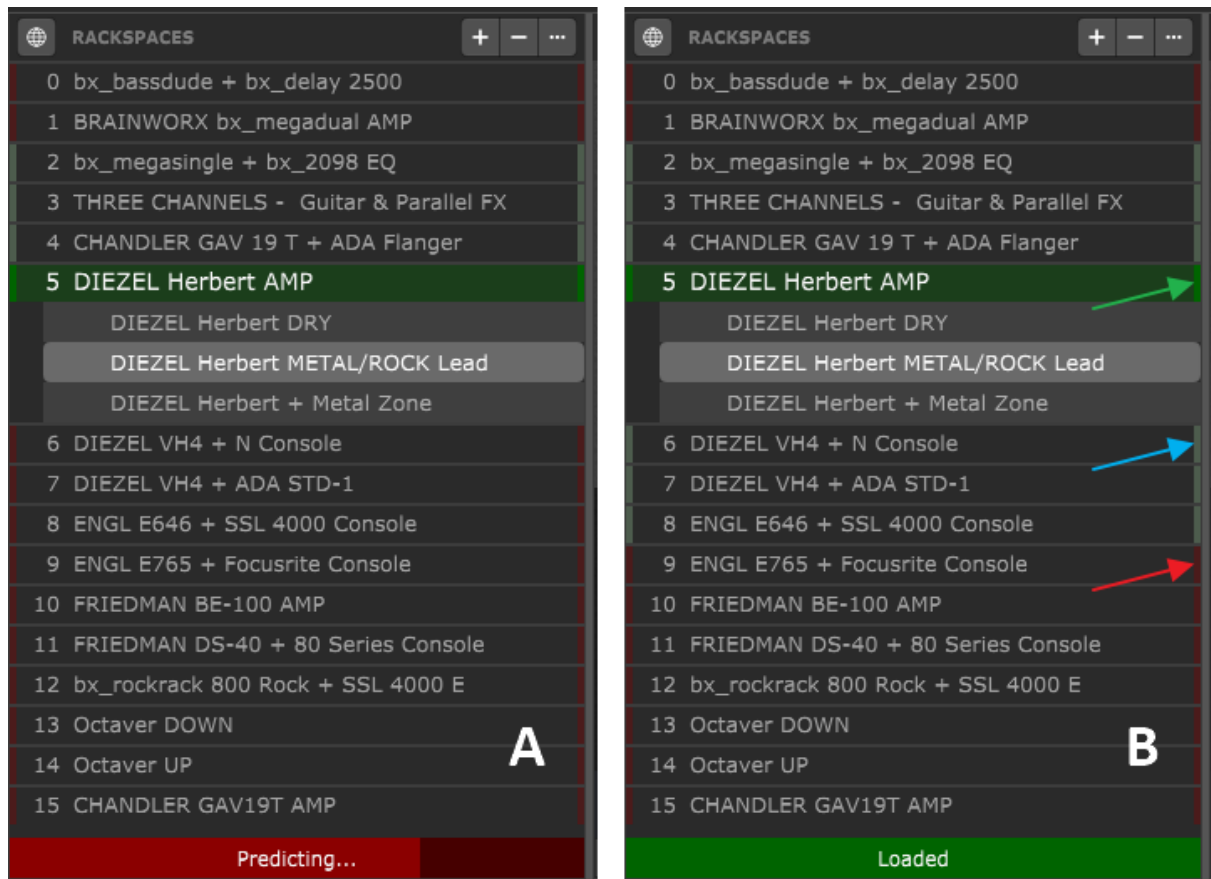 RACKSPACES + − ...
0 bx_bassdude + bx_delay 2500
1 BRAINWORX bx_megadual AMP
2 bx_megasingle + bx_2098 EQ
3 THREE CHANNELS - Guitar & Parallel FX
4 CHANDLER GAV 19 T + ADA Flanger
5 DIEZEL Herbert AMP
DIEZEL Herbert DRY
DIEZEL Herbert METAL/ROCK Lead
DIEZEL Herbert + Metal Zone
6 DIEZEL VH4 + N Console
7 DIEZEL VH4 + ADA STD-1
8 ENGL E646 + SSL 4000 Console
9 ENGL E765 + Focusrite Console
10 FRIEDMAN BE-100 AMP
11 FRIEDMAN DS-40 + 80 Series Console
12 bx_rockrack 800 Rock + SSL 4000 E
13 Octaver DOWN
14 Octaver UP
15 CHANDLER GAV19T AMP
A
Predicting...
RACKSPACES + − ...
0 bx_bassdude + bx_delay 2500
1 BRAINWORX bx_megadual AMP
2 bx_megasingle + bx_2098 EQ
3 THREE CHANNELS - Guitar & Parallel FX
4 CHANDLER GAV 19 T + ADA Flanger
5 DIEZEL Herbert AMP
DIEZEL Herbert DRY
DIEZEL Herbert METAL/ROCK Lead
DIEZEL Herbert + Metal Zone
6 DIEZEL VH4 + N Console
7 DIEZEL VH4 + ADA STD-1
8 ENGL E646 + SSL 4000 Console
9 ENGL E765 + Focusrite Console
10 FRIEDMAN BE-100 AMP
11 FRIEDMAN DS-40 + 80 Series Console
12 bx_rockrack 800 Rock + SSL 4000 E
13 Octaver DOWN
14 Octaver UP
15 CHANDLER GAV19T AMP
B
Loaded